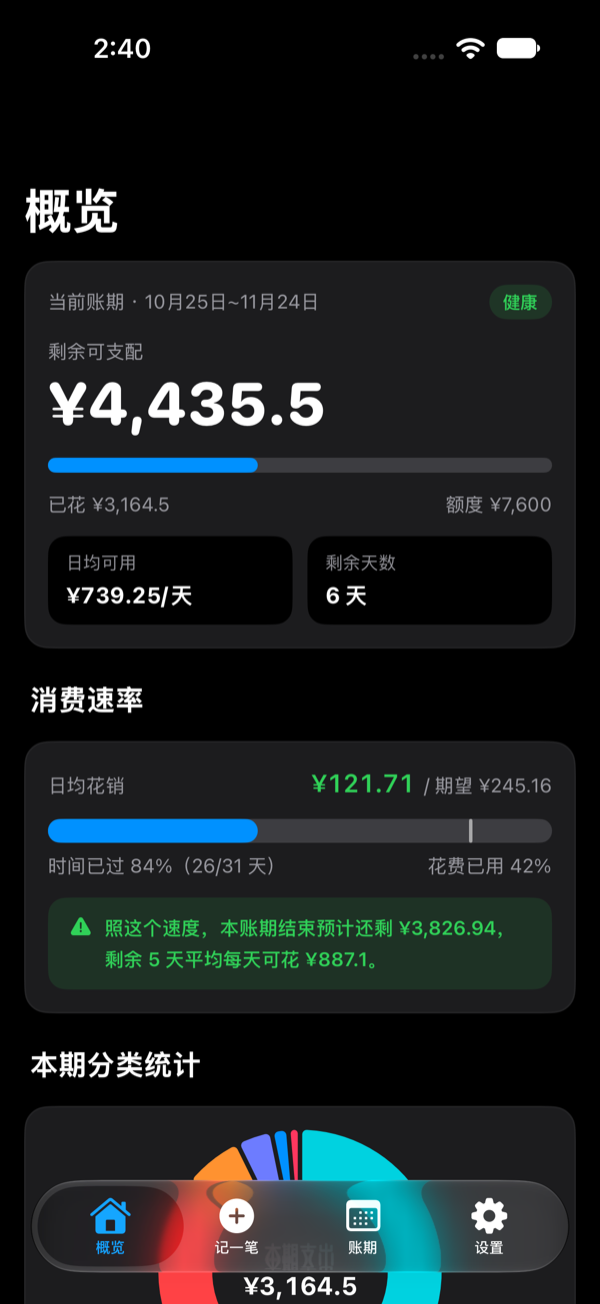 2:40
概览
当前账期 · 10月25日~11月24日
健康
剩余可支配
¥4,435.5
已花 ¥3,164.5
额度 ¥7,600
日均可用
¥739.25/天
剩余天数
6 天
消费速率
日均花销
¥121.71 / 期望 ¥245.16
时间已过 84%（26/31 天）
花费已用 42%
照这个速度，本账期结束预计还剩 ¥3,826.94，
剩余 5 天平均每天可花 ¥887.1。
本期分类统计
本期支出
¥3,164.5
概览
记一笔
账期
设置